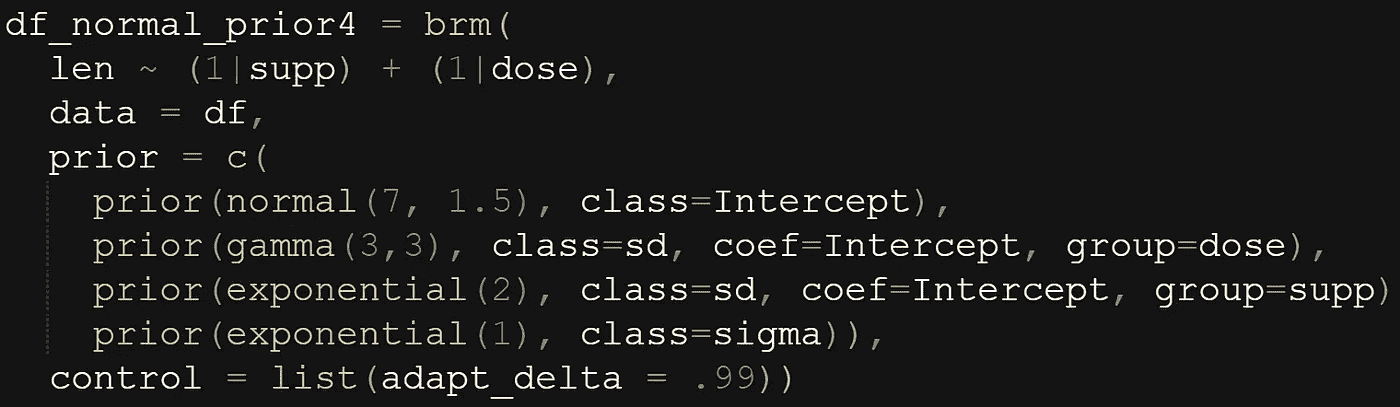 df_normal_prior4 = brm(
  len ~ (1|supp) + (1|dose),
  data = df,
  prior = c(
    prior(normal(7, 1.5), class=Intercept),
    prior(gamma(3,3), class=sd, coef=Intercept, group=dose),
    prior(exponential(2), class=sd, coef=Intercept, group=supp)
    prior(exponential(1), class=sigma)),
  control = list(adapt_delta = .99))